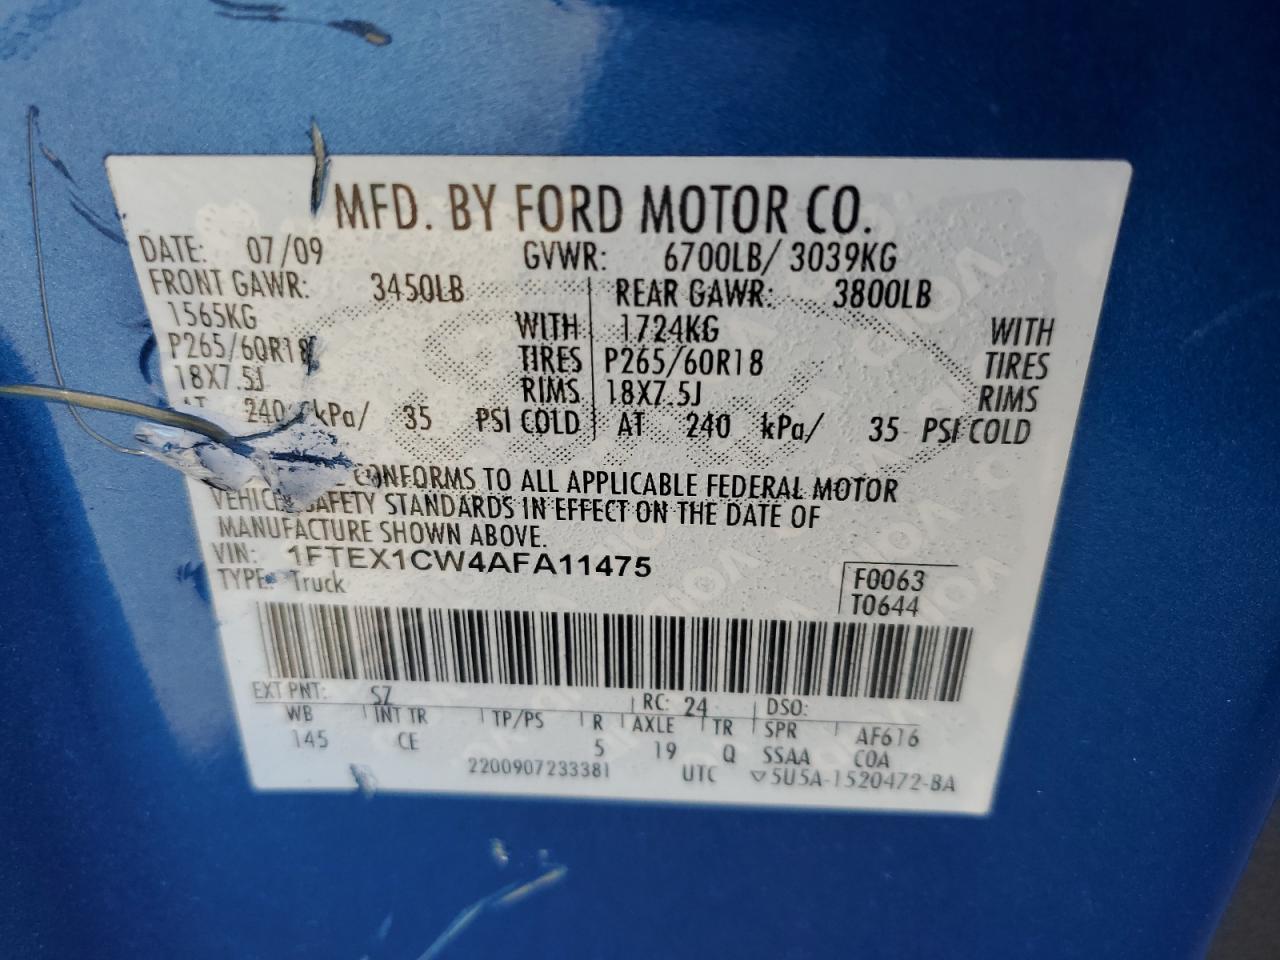 MFD. BY FORD MOTOR CO.
DATE: 07/09 GVWR: 6700LB/ 3039KG
FRONT GAWR: 3450LB REAR GAWR: 3800LB
1565KG WITH 1724KG WITH
P265/60R18 TIRES P265/60R18 TIRES
18X7.5J RIMS 18X7.5J RIMS
AT 240 kPa/ 35 PSI COLD AT 240 kPa/ 35 PSI COLD
CONFORMS TO ALL APPLICABLE FEDERAL MOTOR
VEHICLE SAFETY STANDARDS IN EFFECT ON THE DATE OF
MANUFACTURE SHOWN ABOVE.
VIN: 1FTEX1CW4AFA11475
TYPE: Truck
F0063
T0644
EXT PNT: SZ RC: 24 DSO:
WB INT TR TP/PS R AXLE TR SPR AF616
145 CE 5 19 Q SSAA COA
2200907233381 UTC ▽5U5A-1520472-BA